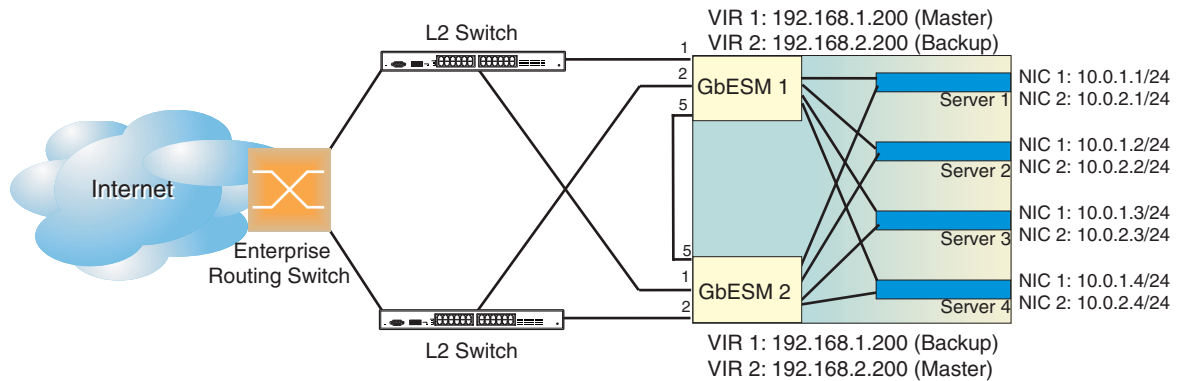 VIR 1: 192.168.1.200 (Master)
VIR 2: 192.168.2.200 (Backup)
L2 Switch
1
2
5
GbESM 1
Server 1
NIC 1: 10.0.1.1/24
NIC 2: 10.0.2.1/24
Server 2
NIC 1: 10.0.1.2/24
NIC 2: 10.0.2.2/24
Internet
Enterprise
Routing Switch
Server 3
NIC 1: 10.0.1.3/24
NIC 2: 10.0.2.3/24
5
1
2
GbESM 2
Server 4
NIC 1: 10.0.1.4/24
NIC 2: 10.0.2.4/24
L2 Switch
VIR 1: 192.168.1.200 (Backup)
VIR 2: 192.168.2.200 (Master)